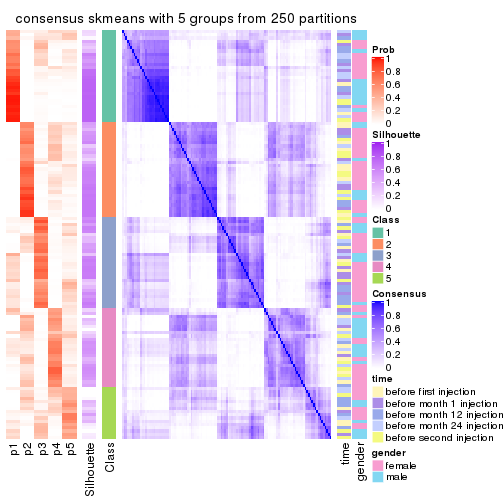 consensus skmeans with 5 groups from 250 partitions
Prob
1
0.8
0.6
0.4
0.2
0
Silhouette
1
0.8
0.6
0.4
0.2
0
Class
1
2
3
4
5
Consensus
1
0.8
0.6
0.4
0.2
0
time
before first injection
before month 1 injection
before month 12 injection
before month 24 injection
before second injection
gender
female
male
p1
p2
p3
p4
p5
Silhouette
Class
time
gender